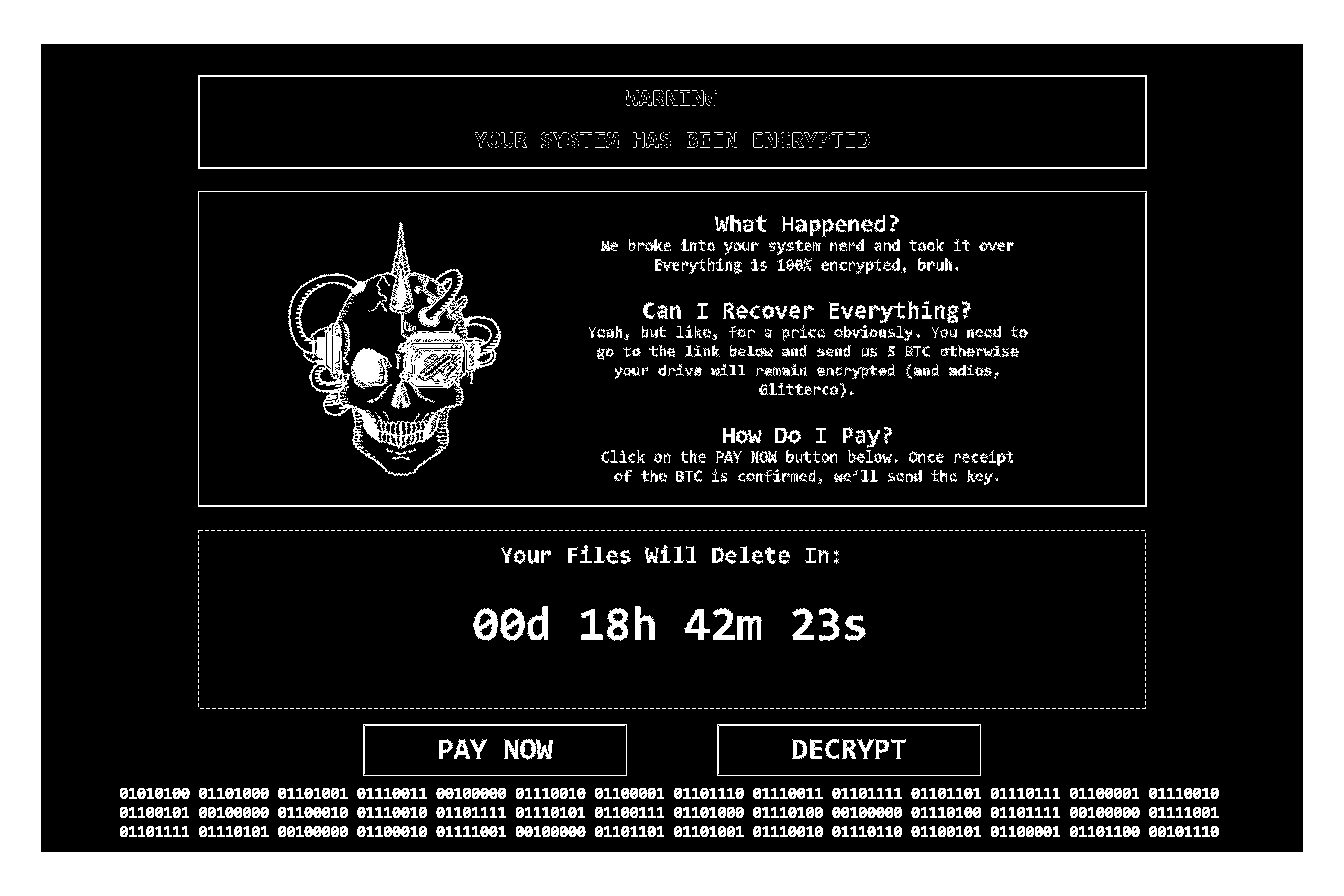 WARNING
YOUR SYSTEM HAS BEEN ENCRYPTED
What Happened?
We broke into your system nerd and took it over
Everything is 100% encrypted, bruh.
Can I Recover Everything?
Yeah, but like, for a price obviously. You need to
go to the link below and send us 5 BTC otherwise
your drive will remain encrypted (and adios,
Glitterco).
How Do I Pay?
Click on the PAY NOW button below. Once receipt
of the BTC is confirmed, we'll send the key.
Your Files Will Delete In:
00d 18h 42m 23s
PAY NOW
DECRYPT
01010100 01101000 01101001 01110011 00100000 01110010 01100001 01101110 01110011 01101111 01101101 01110111 01100001 01110010
01100101 00100000 01100010 01110010 01101111 01110101 01100111 01101000 01110100 00100000 01110100 01101111 00100000 01111001
01101111 01110101 00100000 01100010 01111001 00100000 01101101 01101001 01110010 01110110 01100101 01100001 01101100 00101110